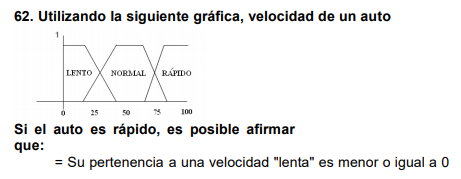 62. Utilizando la siguiente gráfica, velocidad de un auto
1
LENTO NORMAL RÁPIDO
0 25 50 75 100
Si el auto es rápido, es posible afirmar
que:
= Su pertenencia a una velocidad "lenta" es menor o igual a 0